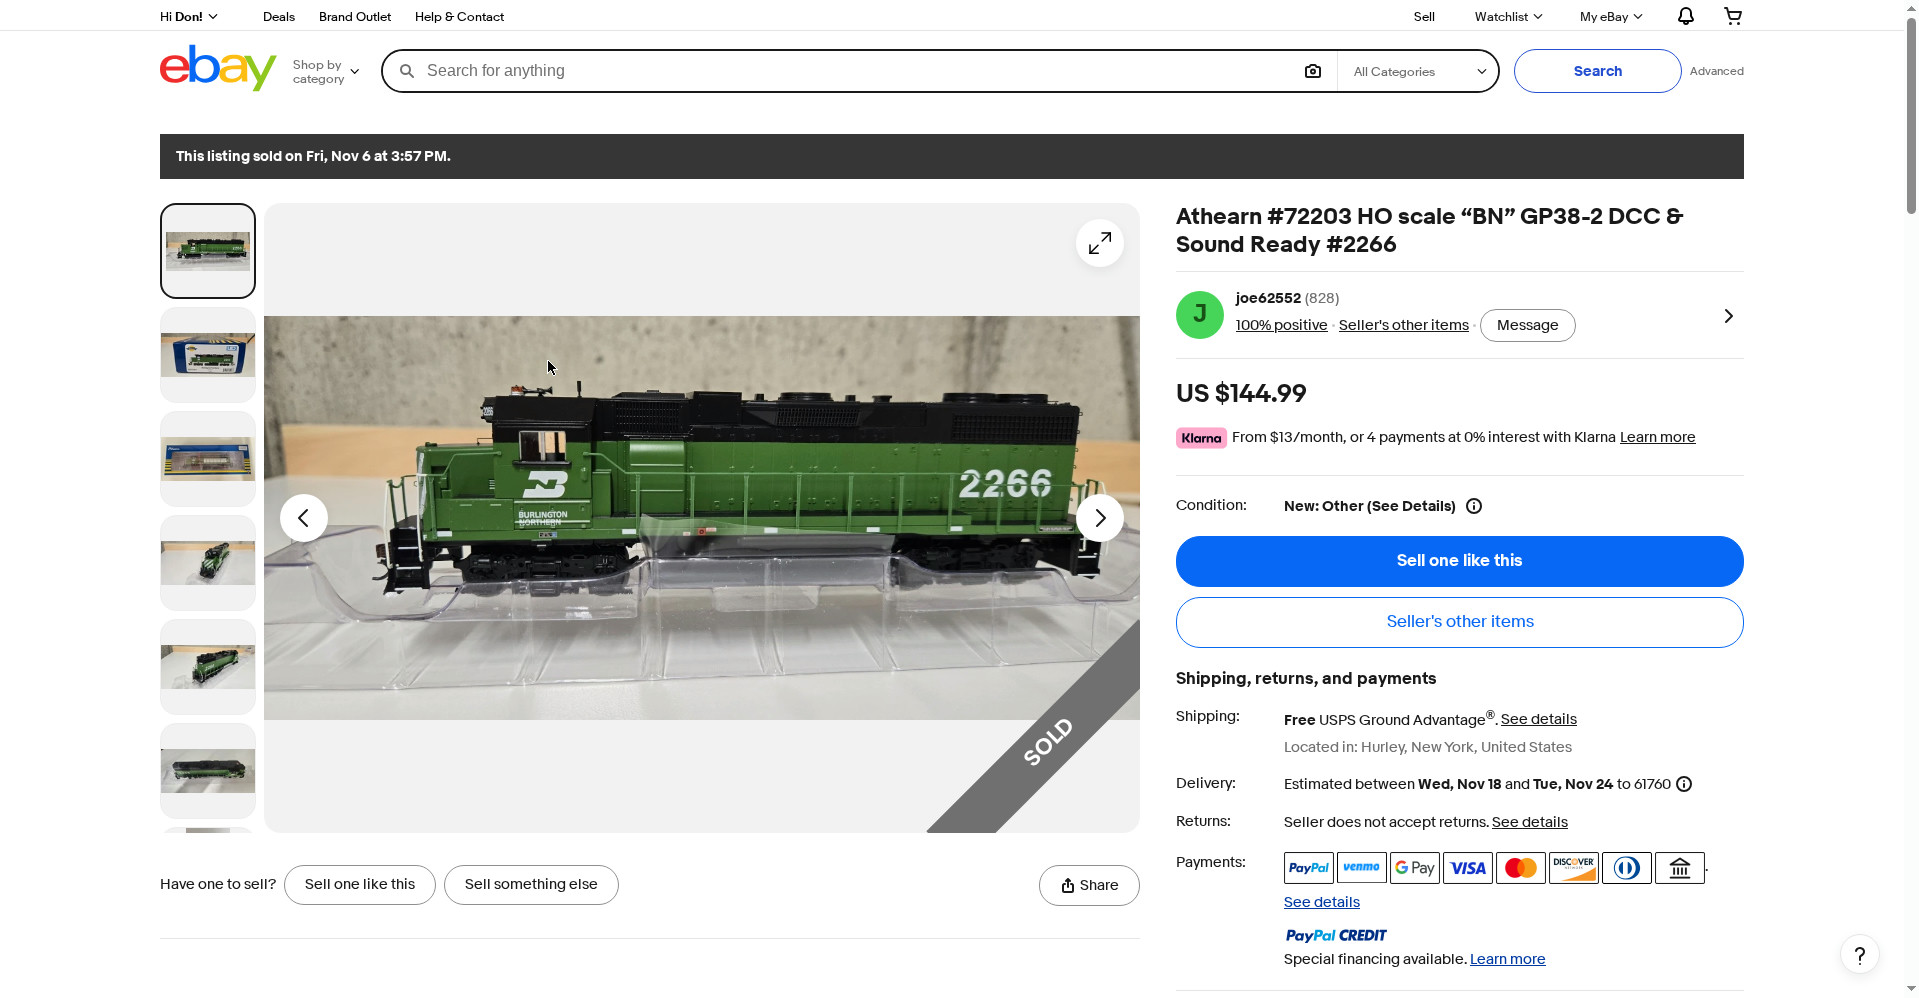 Hi Don!
Deals
Brand Outlet
Help & Contact
Sell
Watchlist
My eBay
ebay
Shop by category
Search for anything
All Categories
Search
Advanced
This listing sold on Fri, Nov 6 at 3:57 PM.
2266
BURLINGTON
NORTHERN
SOLD
Have one to sell?
Sell one like this
Sell something else
Share
Athearn #72203 HO scale “BN” GP38-2 DCC &
Sound Ready #2266
J
joe62552 (828)
100% positive · Seller's other items · Message
US $144.99
Klarna From $13/month, or 4 payments at 0% interest with Klarna Learn more
Condition: New: Other (See Details)
Sell one like this
Seller's other items
Shipping, returns, and payments
Shipping: Free USPS Ground Advantage®. See details
Located in: Hurley, New York, United States
Delivery: Estimated between Wed, Nov 18 and Tue, Nov 24 to 61760
Returns: Seller does not accept returns. See details
Payments: PayPal venmo G Pay VISA DISCOVER .
See details
PayPal CREDIT
Special financing available. Learn more
?